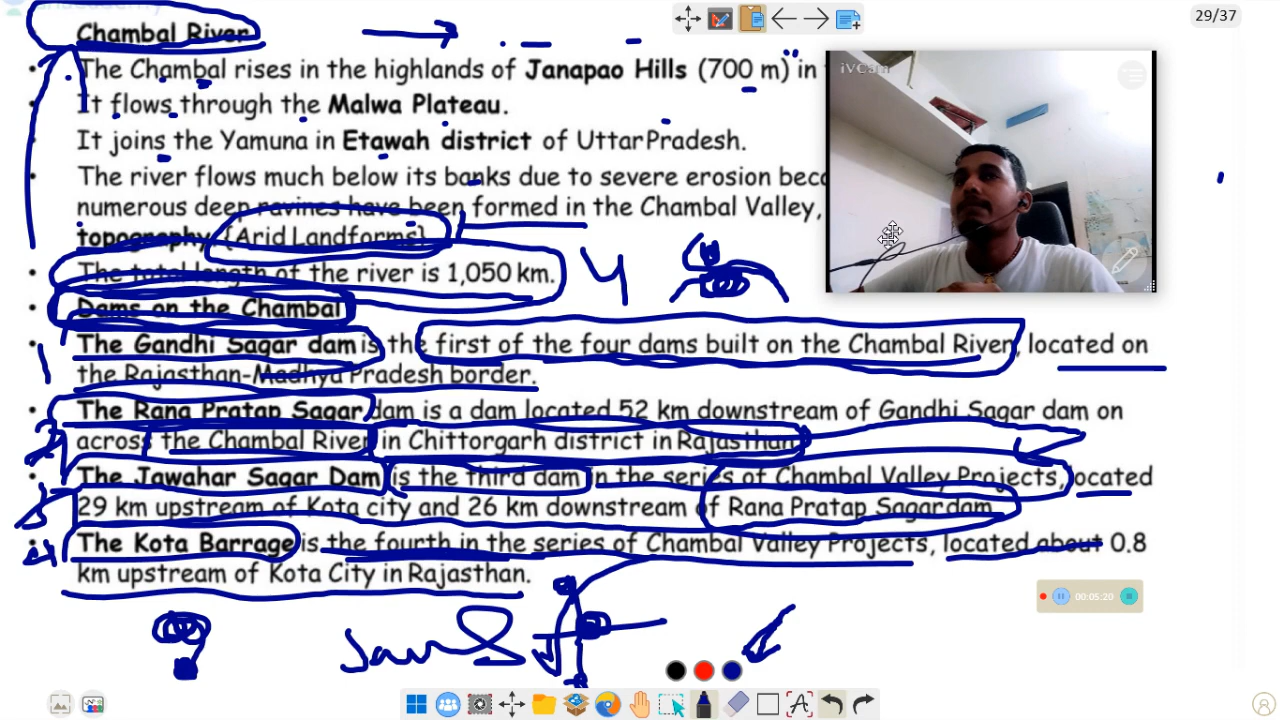 29/37
Chambal River
The Chambal rises in the highlands of Janapao Hills (700 m) in
It flows through the Malwa Plateau.
It joins the Yamuna in Etawah district of Uttar Pradesh.
The river flows much below its banks due to severe erosion
numerous deep ravines have been formed in the Chambal Valley,
topography. {Arid Landforms}
The total length of the river is 1,050 km.
4
Dams on the Chambal
1
The Gandhi Sagar dam is the first of the four dams built on the Chambal River, located on
the Rajasthan-Madhya Pradesh border.
2
The Rana Pratap Sagar dam is a dam located 52 km downstream of Gandhi Sagar dam on
across the Chambal River in Chittorgarh district in Rajasthan.
3
The Jawahar Sagar Dam is the third dam in the series of Chambal Valley Projects, located
29 km upstream of Kota city and 26 km downstream of Rana Pratap Sagar dam.
The Kota Barrage is the fourth in the series of Chambal Valley Projects, located about 0.8
km upstream of Kota City in Rajasthan.
iVCam
00:05:20